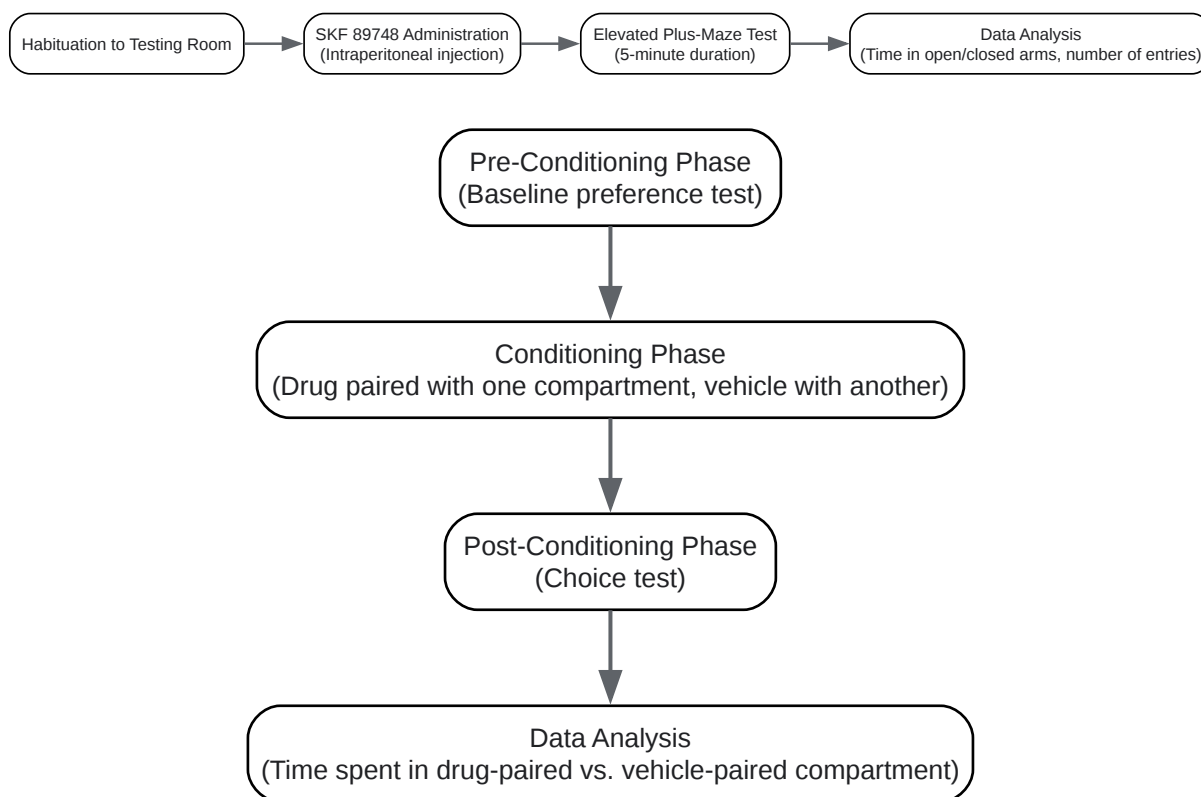 Habituation to Testing Room
SKF 89748 Administration
(Intraperitoneal injection)
Elevated Plus-Maze Test
(5-minute duration)
Data Analysis
(Time in open/closed arms, number of entries)
Pre-Conditioning Phase
(Baseline preference test)
Conditioning Phase
(Drug paired with one compartment, vehicle with another)
Post-Conditioning Phase
(Choice test)
Data Analysis
(Time spent in drug-paired vs. vehicle-paired compartment)